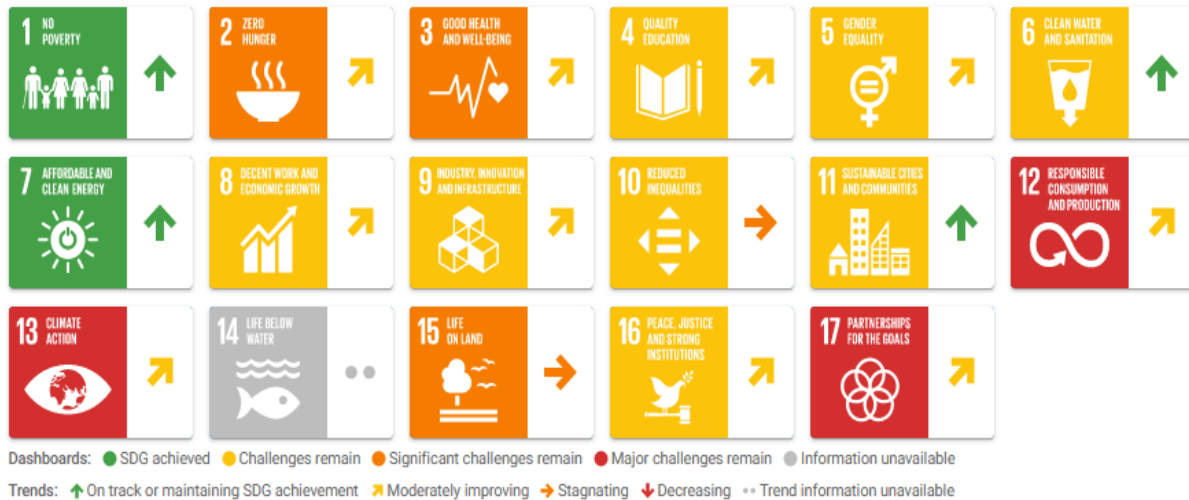 1 NO
POVERTY
2 ZERO
HUNGER
3 GOOD HEALTH
AND WELL-BEING
4 QUALITY
EDUCATION
5 GENDER
EQUALITY
6 CLEAN WATER
AND SANITATION
7 AFFORDABLE AND
CLEAN ENERGY
8 DECENT WORK AND
ECONOMIC GROWTH
9 INDUSTRY, INNOVATION
AND INFRASTRUCTURE
10 REDUCED
INEQUALITIES
11 SUSTAINABLE CITIES
AND COMMUNITIES
12 RESPONSIBLE
CONSUMPTION
AND PRODUCTION
13 CLIMATE
ACTION
14 LIFE BELOW
WATER
15 LIFE
ON LAND
16 PEACE, JUSTICE
AND STRONG
INSTITUTIONS
17 PARTNERSHIPS
FOR THE GOALS
Dashboards: SDG achieved Challenges remain Significant challenges remain Major challenges remain Information unavailable
Trends: On track or maintaining SDG achievement Moderately improving Stagnating Decreasing Trend information unavailable